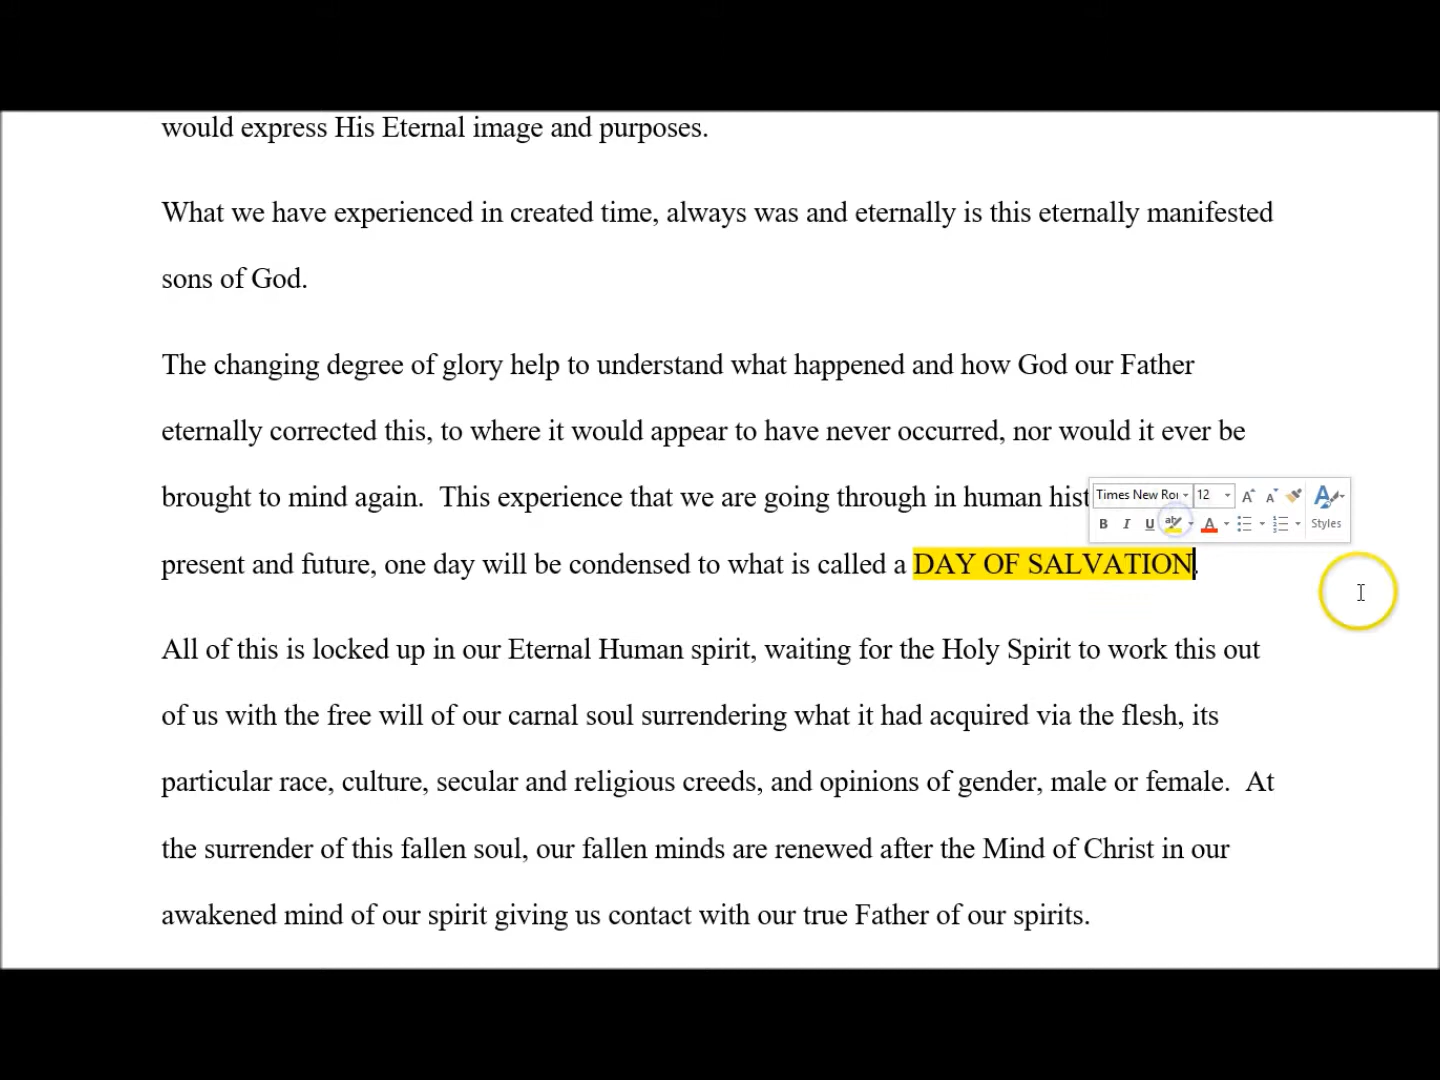 would express His Eternal image and purposes.
What we have experienced in created time, always was and eternally is this eternally manifested
sons of God.
The changing degree of glory help to understand what happened and how God our Father
eternally corrected this, to where it would appear to have never occurred, nor would it ever be
brought to mind again.  This experience that we are going through in human hist
Times New Ro 12
B I U ab A Styles
present and future, one day will be condensed to what is called a DAY OF SALVATION.
All of this is locked up in our Eternal Human spirit, waiting for the Holy Spirit to work this out
of us with the free will of our carnal soul surrendering what it had acquired via the flesh, its
particular race, culture, secular and religious creeds, and opinions of gender, male or female.  At
the surrender of this fallen soul, our fallen minds are renewed after the Mind of Christ in our
awakened mind of our spirit giving us contact with our true Father of our spirits.